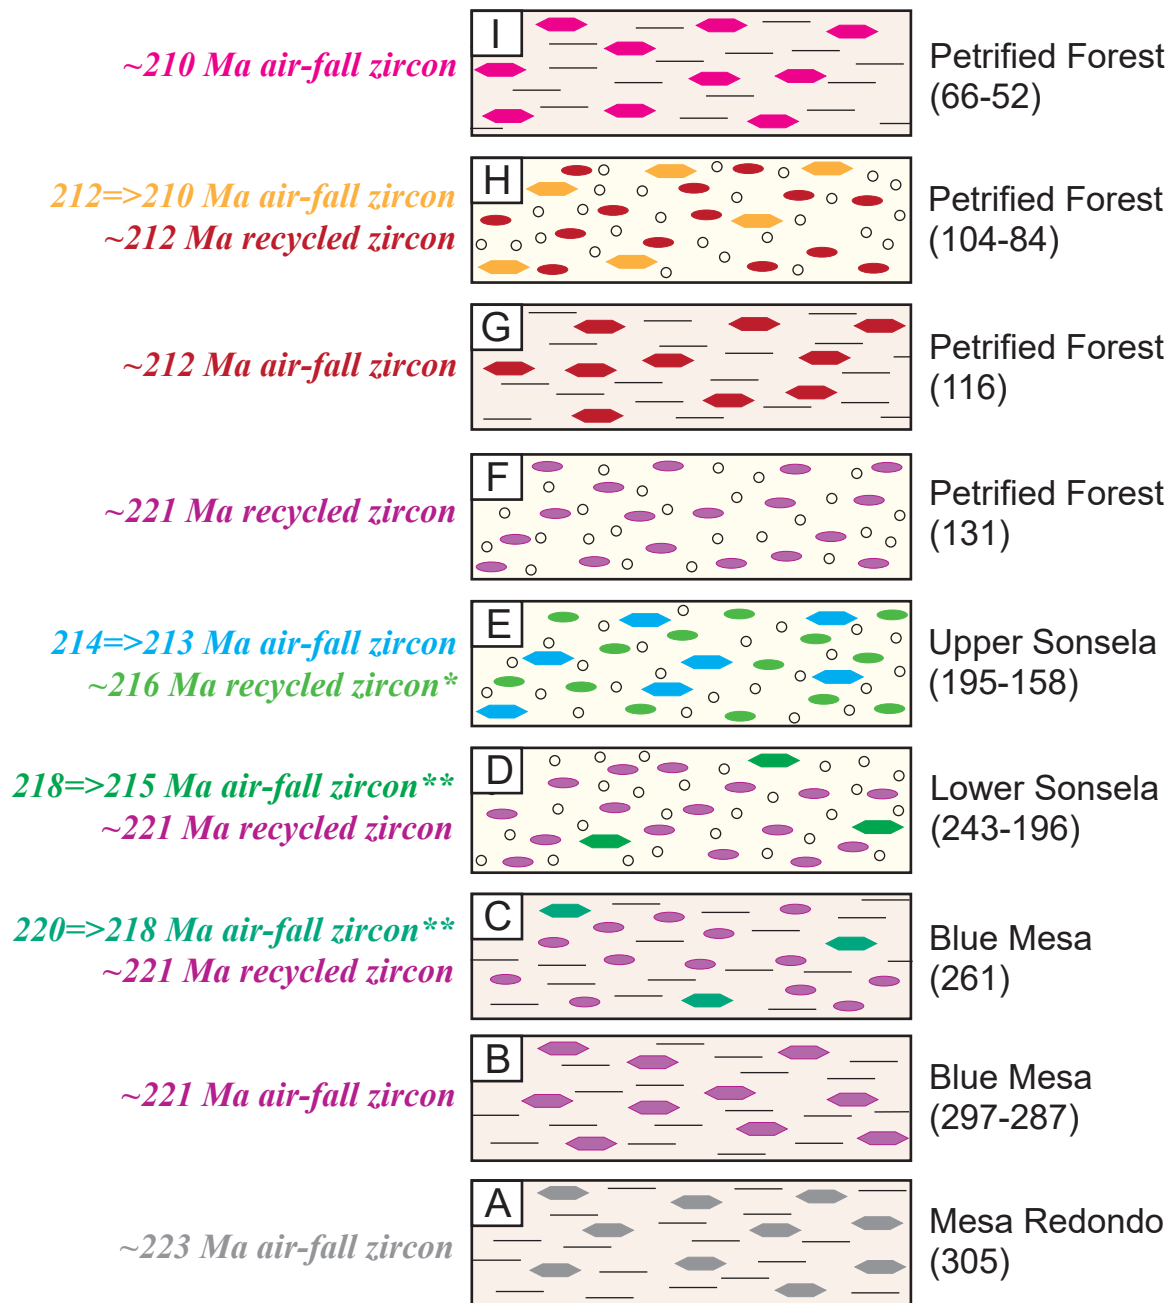 ~210 Ma air-fall zircon
I
Petrified Forest
(66-52)
212=>210 Ma air-fall zircon
~212 Ma recycled zircon
H
Petrified Forest
(104-84)
~212 Ma air-fall zircon
G
Petrified Forest
(116)
~221 Ma recycled zircon
F
Petrified Forest
(131)
214=>213 Ma air-fall zircon
~216 Ma recycled zircon*
E
Upper Sonsela
(195-158)
218=>215 Ma air-fall zircon**
~221 Ma recycled zircon
D
Lower Sonsela
(243-196)
220=>218 Ma air-fall zircon**
~221 Ma recycled zircon
C
Blue Mesa
(261)
~221 Ma air-fall zircon
B
Blue Mesa
(297-287)
~223 Ma air-fall zircon
A
Mesa Redondo
(305)